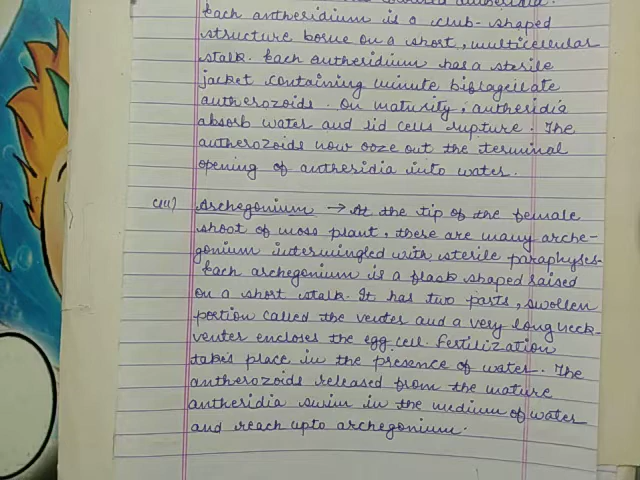 antheridia.
Each antheridium is a club-shaped
structure borne on a short, multicellular
stalk. Each antheridium has a sterile
jacket containing minute biflagellate
antherozoids. On maturity, antheridia
absorb water and lid cells rupture. The
antherozoids now ooze out the terminal
opening of antheridia into water.
(iii) Archegonium → At the tip of the female
shoot of moss plant, there are many arche-
gonium intermingled with sterile paraphyses.
Each archegonium is a flask shaped raised
on a short stalk. It has two parts, swollen
portion called the venter and a very long neck.
venter encloses the egg cell. Fertilization
takes place in the presence of water. The
antherozoids released from the mature
antheridia swim in the medium of water
and reach upto archegonium.